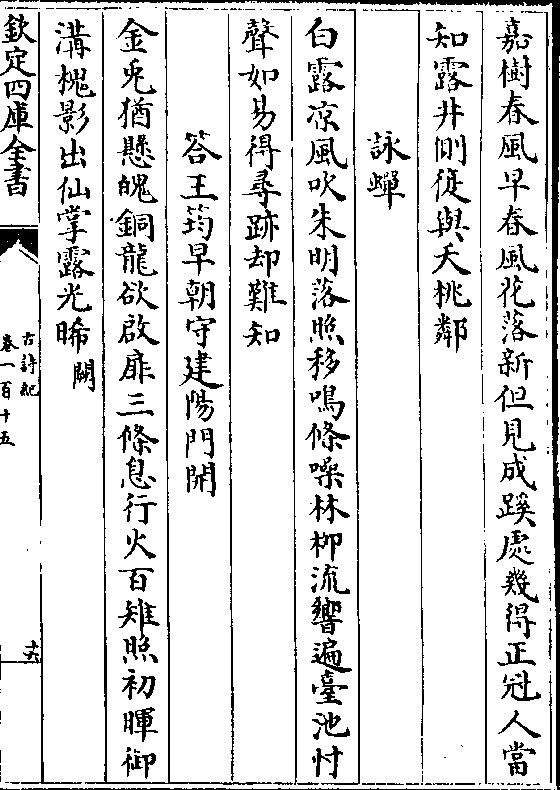 嘉樹春風早春風花落新但見成蹊處幾得正冠人當
知露井側復與夭桃鄰
詠蟬
白露凉風吹朱明落照移鳴條噪林栁流響遍臺池忖
聲如易得尋跡却難知
答王筠早朝守建陽門開
金兎猶懸魄銅龍欲啟扉三條息行火百雉照初暉御
溝槐影出仙掌露光晞闕
欽定四庫全書
古詩紀
卷一百十五
十六